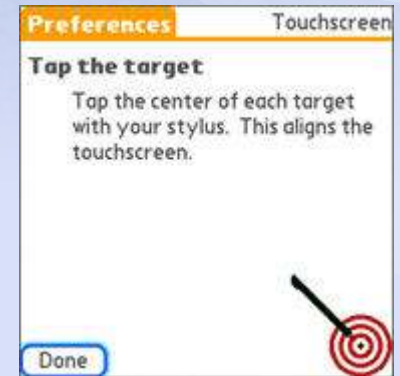 Preferences Touchscreen
Tap the target
Tap the center of each target
with your stylus. This aligns the
touchscreen.
Done